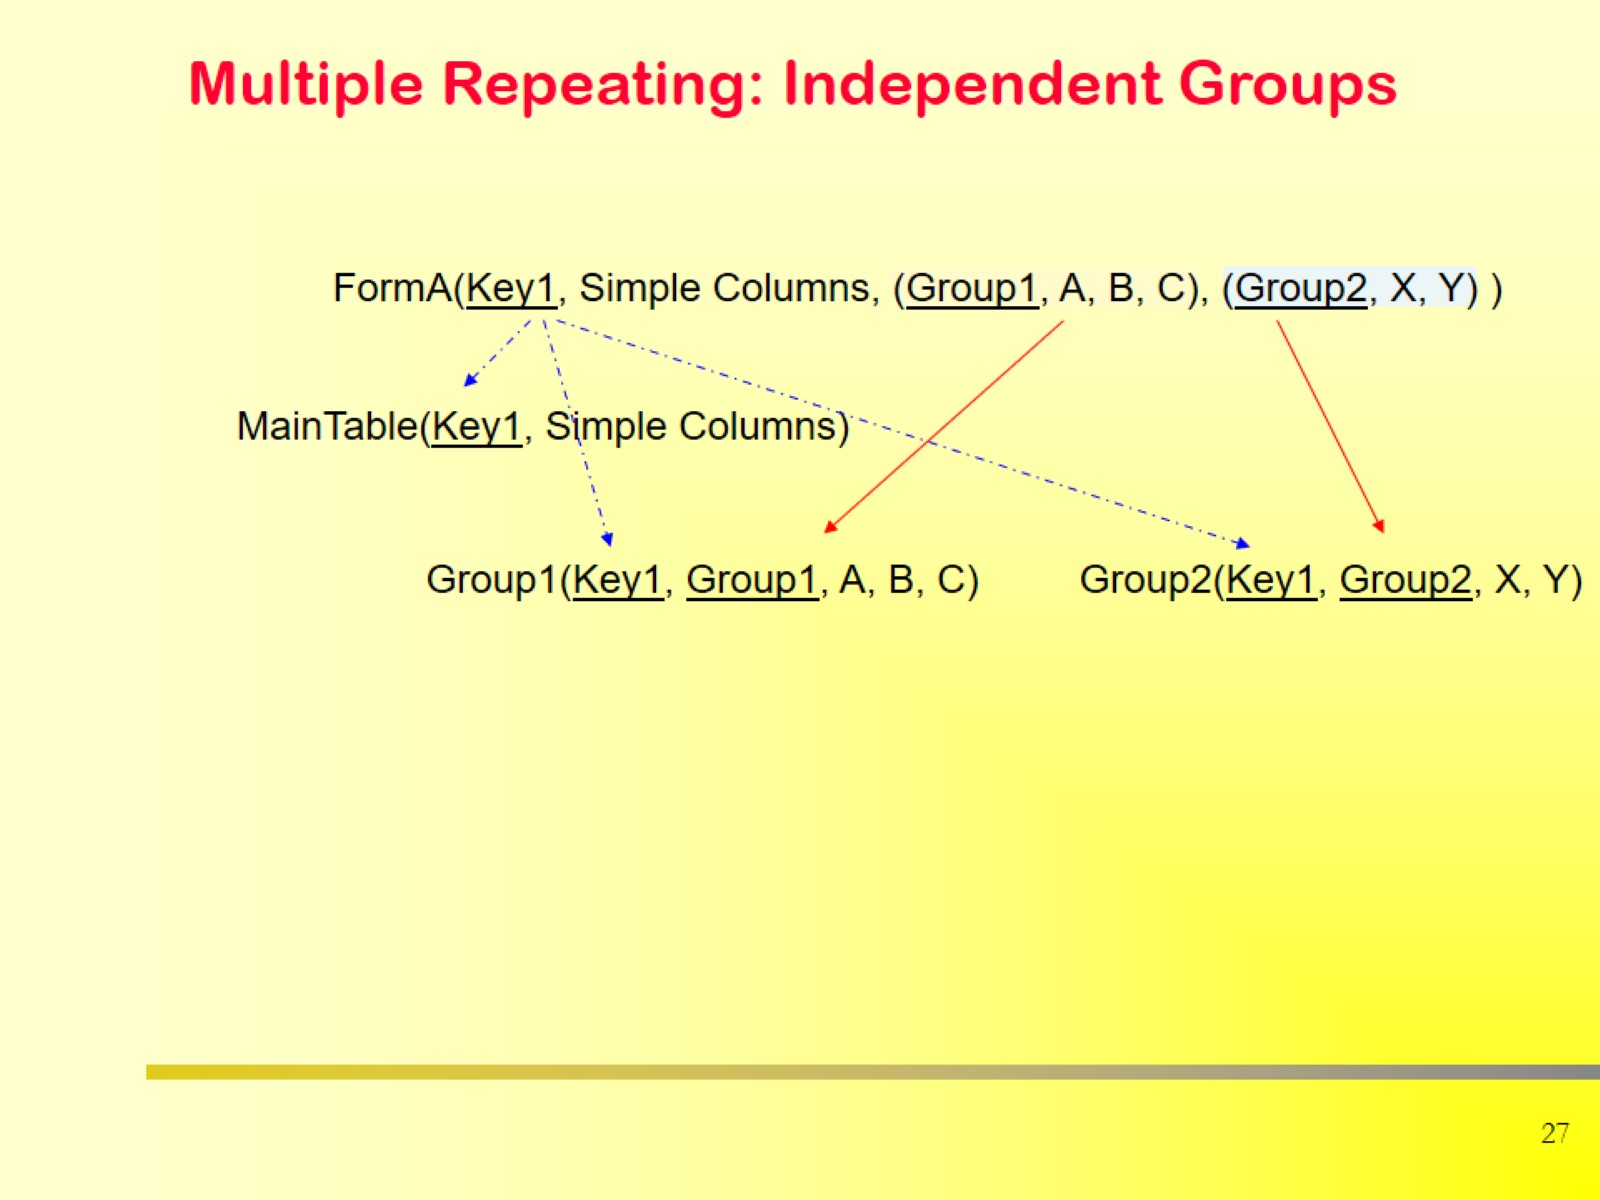 Multiple Repeating: Independent Groups
FormA(Key1, Simple Columns, (Group1, A, B, C), (Group2, X, Y) )
MainTable(Key1, Simple Columns)
Group1(Key1, Group1, A, B, C) Group2(Key1, Group2, X, Y)
27